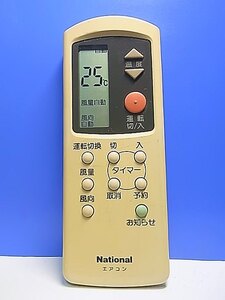 自動
温度
25℃
風量自動
風向
自動
運転
切/入
運転切換 切 入
風量
タイマー
風向 取消 予約
お知らせ
National
エアコン